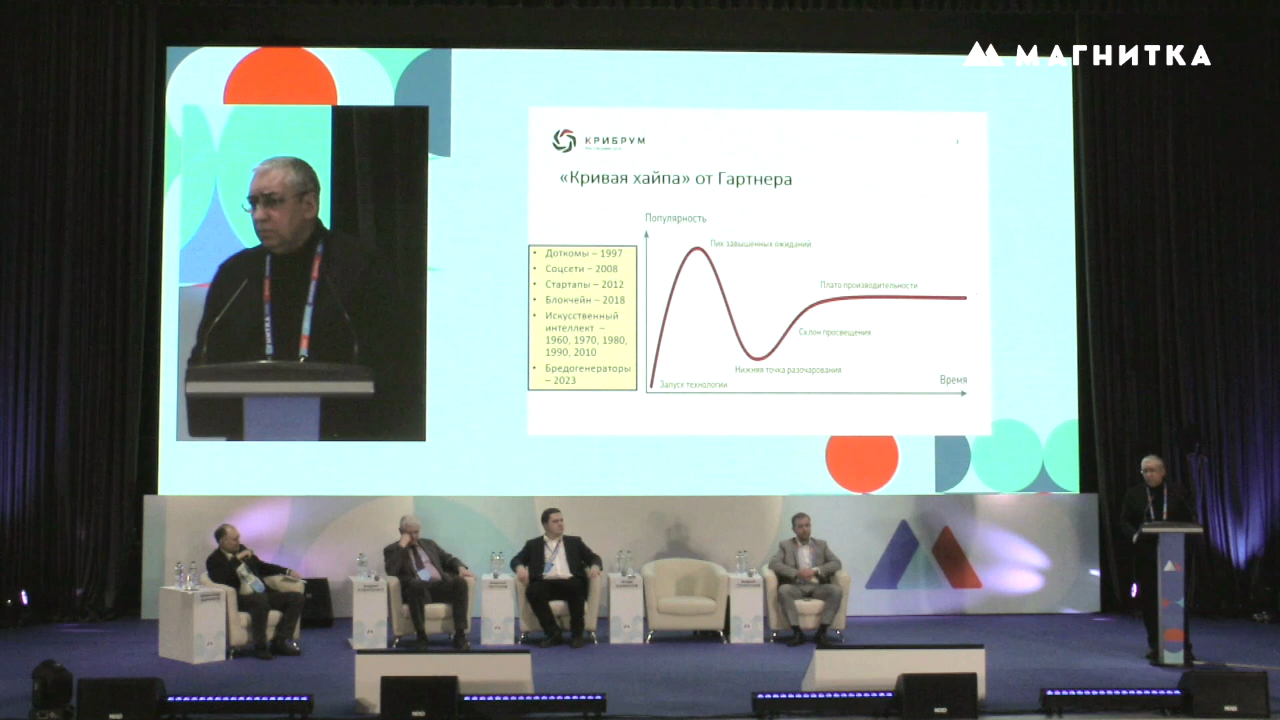 МАГНИТКА
КРИБРУМ
«Кривая хайпа» от Гартнера
Популярность
Пик завышенных ожиданий
Плато производительности
Склон просвещения
Нижняя точка разочарования
Запуск технологии
Время
• Доткомы – 1997
• Соцсети – 2008
• Стартапы – 2012
• Блокчейн – 2018
• Искусственный
интеллект –
1960, 1970, 1980,
1990, 2010
• Бредогенераторы
– 2023